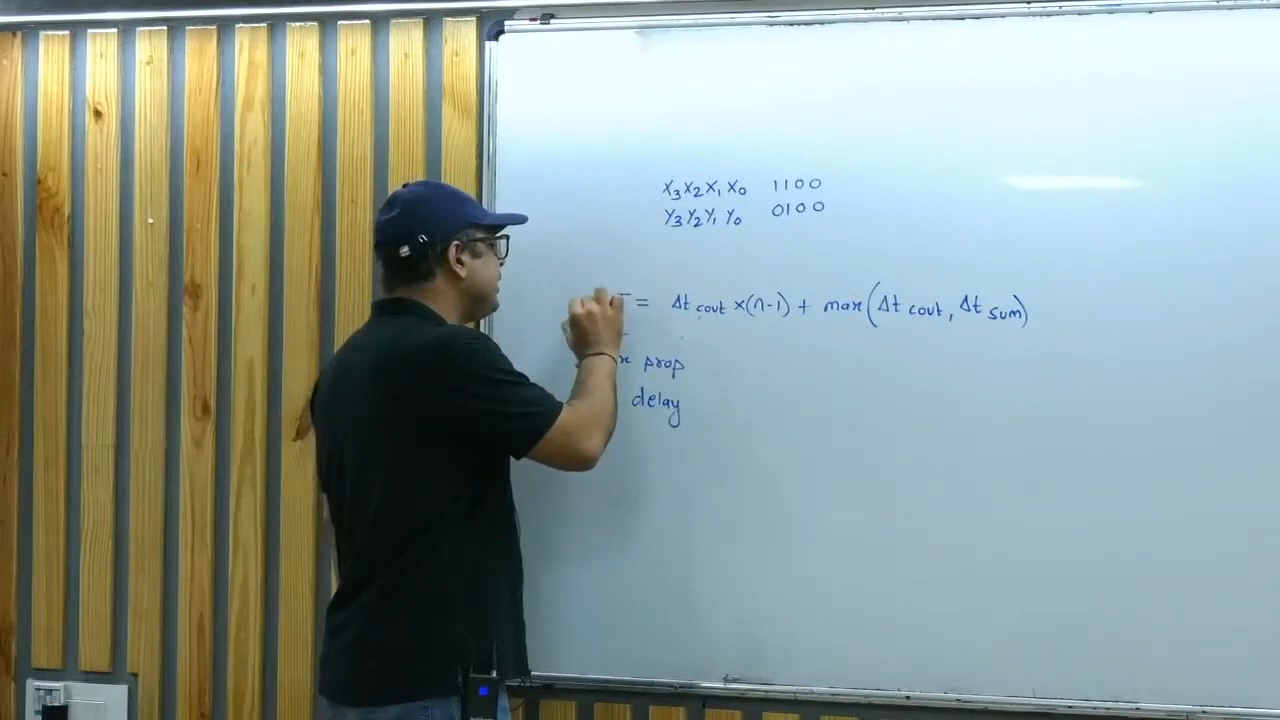 X₃X₂X₁X₀ 1100
Y₃Y₂Y₁Y₀ 0100
= Δt cout ×(n-1) + max(Δt cout, Δt sum)
prop
delay